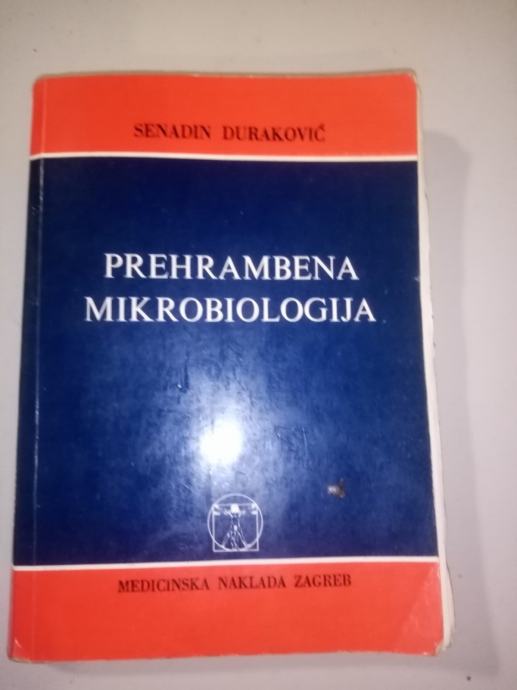 SENADIN DURAKOVIĆ
PREHRAMBENA
MIKROBIOLOGIJA
MEDICINSKA NAKLADA ZAGREB